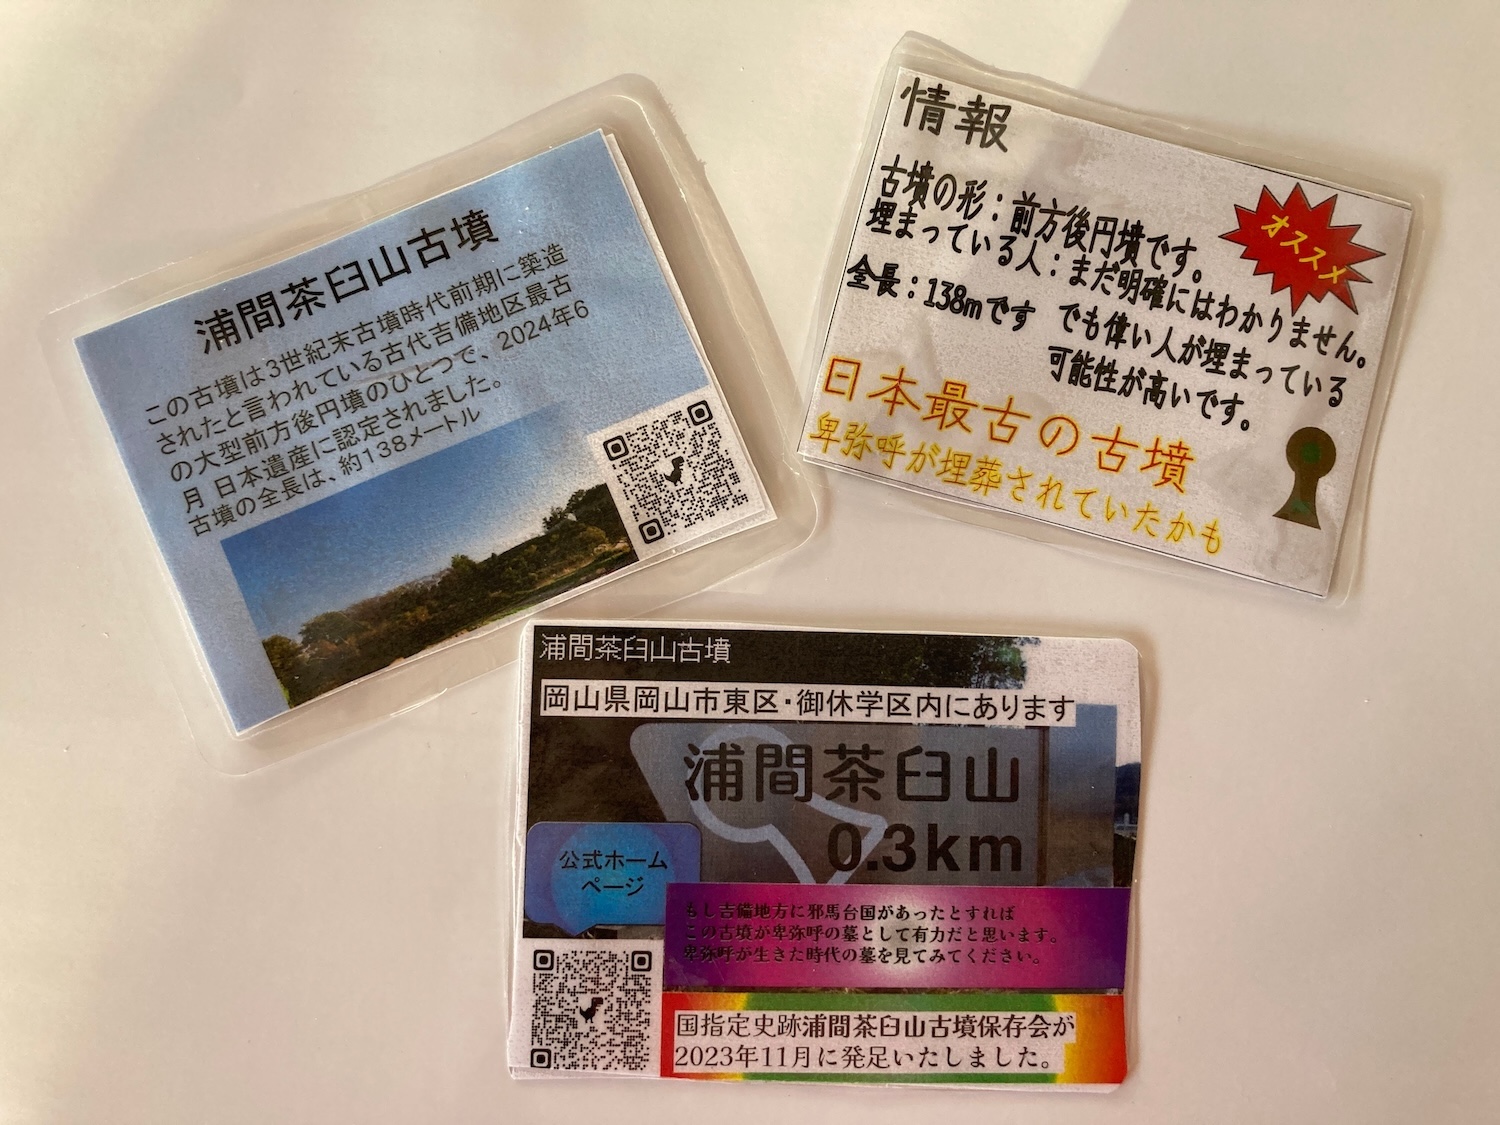 浦間茶臼山古墳
この古墳は3世紀末古墳時代前期に築造
されたと言われている古代吉備地区最古
の大型前方後円墳のひとつで、2024年6
月 日本遺産に認定されました。
古墳の全長は、約138メートル
情報
オススメ
古墳の形：前方後円墳です。
埋まっている人：まだ明確にはわかりません。
全長：138mです でも偉い人が埋まっている
可能性が高いです。
日本最古の古墳
卑弥呼が埋葬されていたかも
浦間茶臼山古墳
岡山県岡山市東区・御休学区内にあります
浦間茶臼山
0.3km
公式ホーム
ページ
もし吉備地方に邪馬台国があったとすれば
この古墳が卑弥呼の墓として有力だと思います。
卑弥呼が生きた時代の墓を見てみてください。
国指定史跡浦間茶臼山古墳保存会が
2023年11月に発足いたしました。